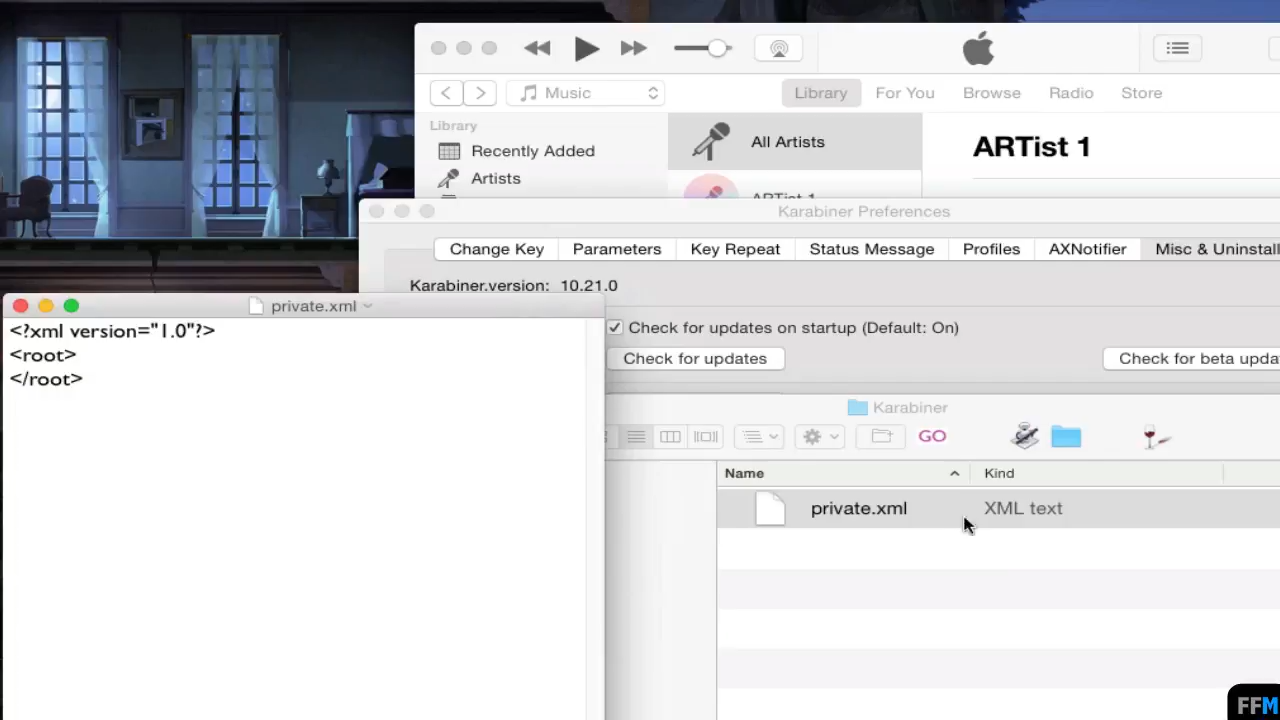 Music
Library
For You
Browse
Radio
Store
Library
Recently Added
Artists
All Artists
ARTist 1
ARTist 1
Karabiner Preferences
Change Key
Parameters
Key Repeat
Status Message
Profiles
AXNotifier
Misc & Uninstall
Karabiner.version: 10.21.0
Check for updates on startup (Default: On)
Check for updates
Check for beta upda
private.xml
<?xml version="1.0"?>
<root>
</root>
Karabiner
GO
Name
Kind
private.xml
XML text
FFM